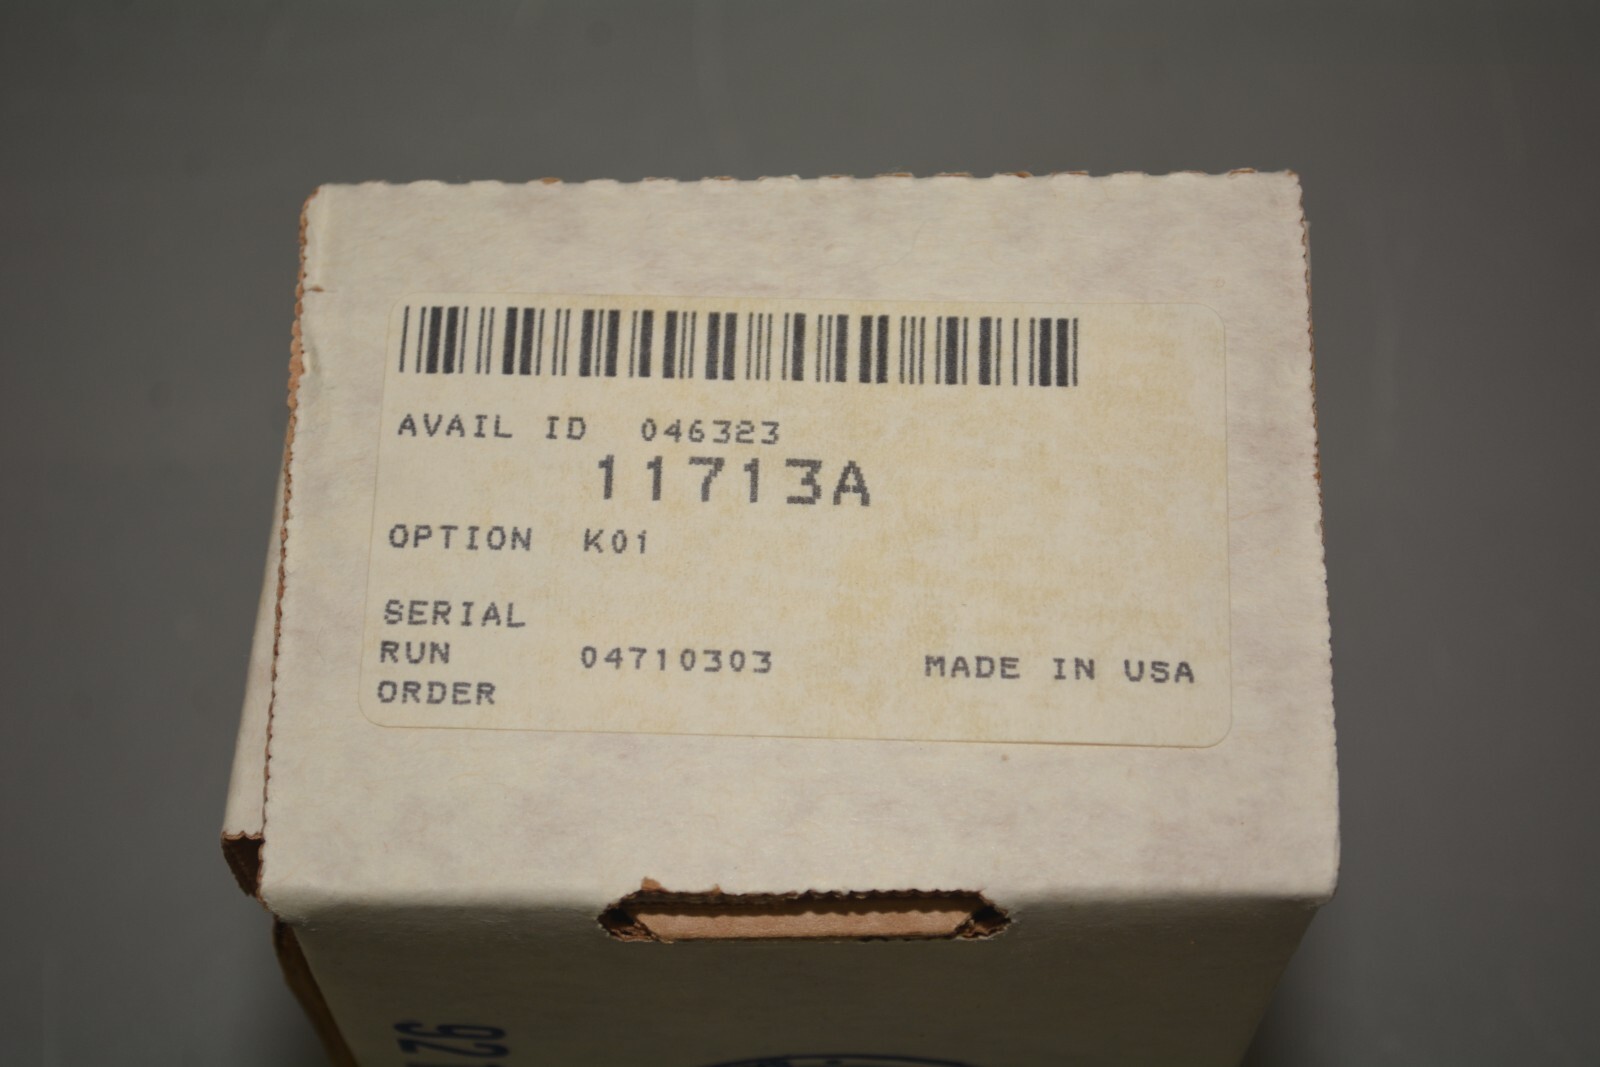 AVAIL ID 046323
11713A
OPTION K01
SERIAL
RUN 04710303 MADE IN USA
ORDER